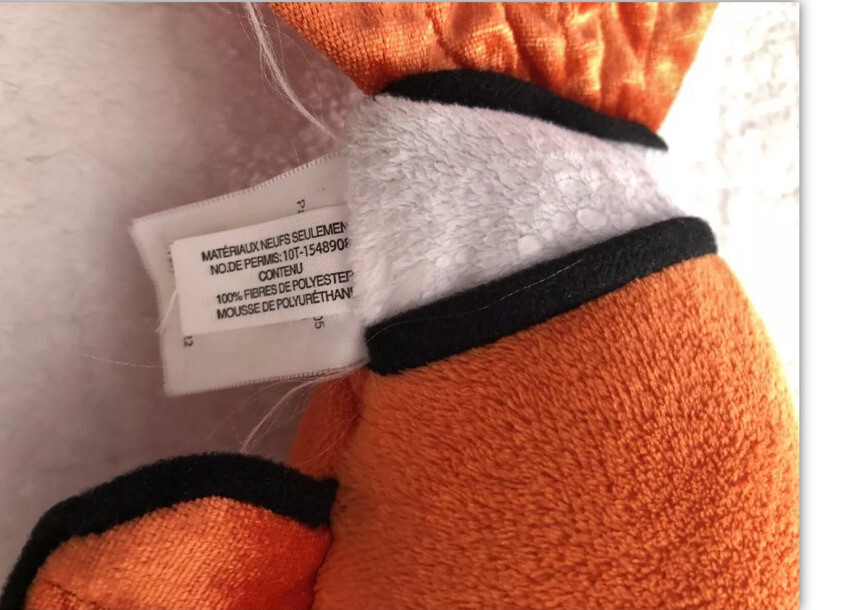 MATÉRIAUX NEUFS SEULEMEN
NO.DE PERMIS:10T-154890
CONTENU
100% FIBRES DE POLYESTER
MOUSSE DE POLYURÉTHAN